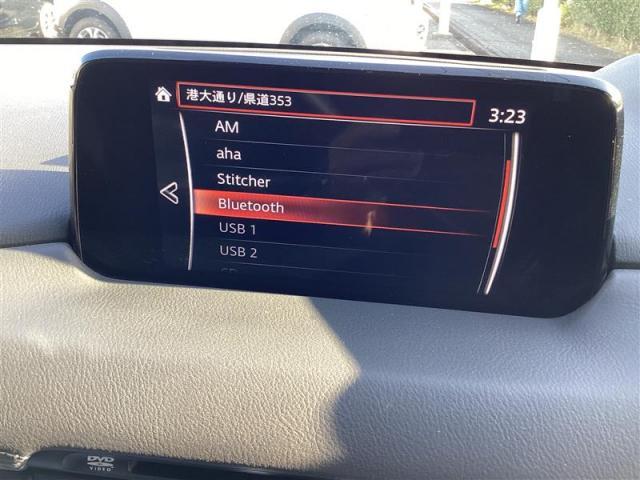 港大通り/県道353
3:23
AM
aha
Stitcher
Bluetooth
USB 1
USB 2
DVD
VIDEO